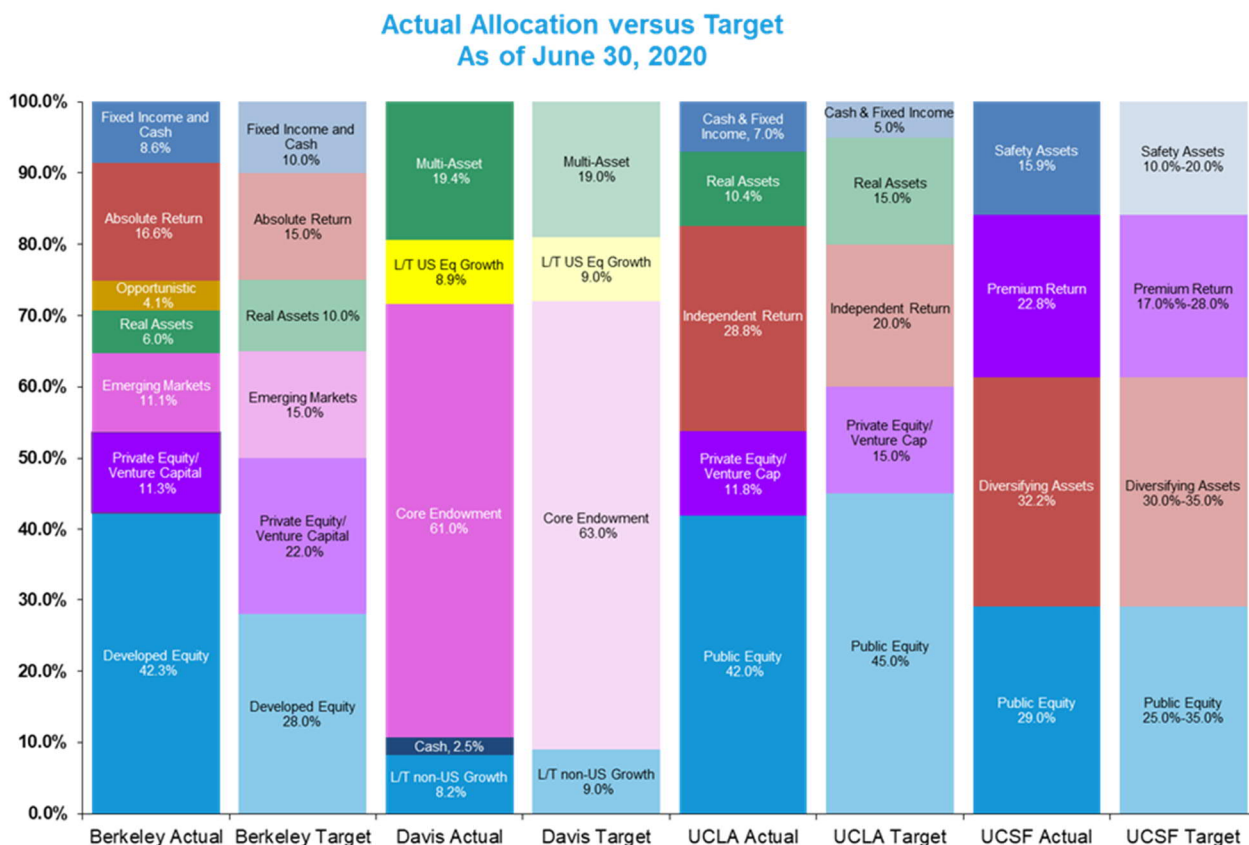 Actual Allocation versus Target
As of June 30, 2020
100.0%
90.0%
80.0%
70.0%
60.0%
50.0%
40.0%
30.0%
20.0%
10.0%
0.0%
Fixed Income and
Cash
8.6%
Absolute Return
16.6%
Opportunistic
4.1%
Real Assets
6.0%
Emerging Markets
11.1%
Private Equity/
Venture Capital
11.3%
Developed Equity
42.3%
Fixed Income and
Cash
10.0%
Absolute Return
15.0%
Real Assets 10.0%
Emerging Markets
15.0%
Private Equity/
Venture Capital
22.0%
Developed Equity
28.0%
Multi-Asset
19.4%
L/T US Eq Growth
8.9%
Core Endowment
61.0%
Cash, 2.5%
L/T non-US Growth
8.2%
Multi-Asset
19.0%
L/T US Eq Growth
9.0%
Core Endowment
63.0%
L/T non-US Growth
9.0%
Cash & Fixed
Income, 7.0%
Real Assets
10.4%
Independent Return
28.8%
Private Equity/
Venture Cap
11.8%
Public Equity
42.0%
Cash & Fixed Income
5.0%
Real Assets
15.0%
Independent Return
20.0%
Private Equity/
Venture Cap
15.0%
Public Equity
45.0%
Safety Assets
15.9%
Premium Return
22.8%
Diversifying Assets
32.2%
Public Equity
29.0%
Safety Assets
10.0%-20.0%
Premium Return
17.0%%-28.0%
Diversifying Assets
30.0%-35.0%
Public Equity
25.0%-35.0%
Berkeley Actual
Berkeley Target
Davis Actual
Davis Target
UCLA Actual
UCLA Target
UCSF Actual
UCSF Target